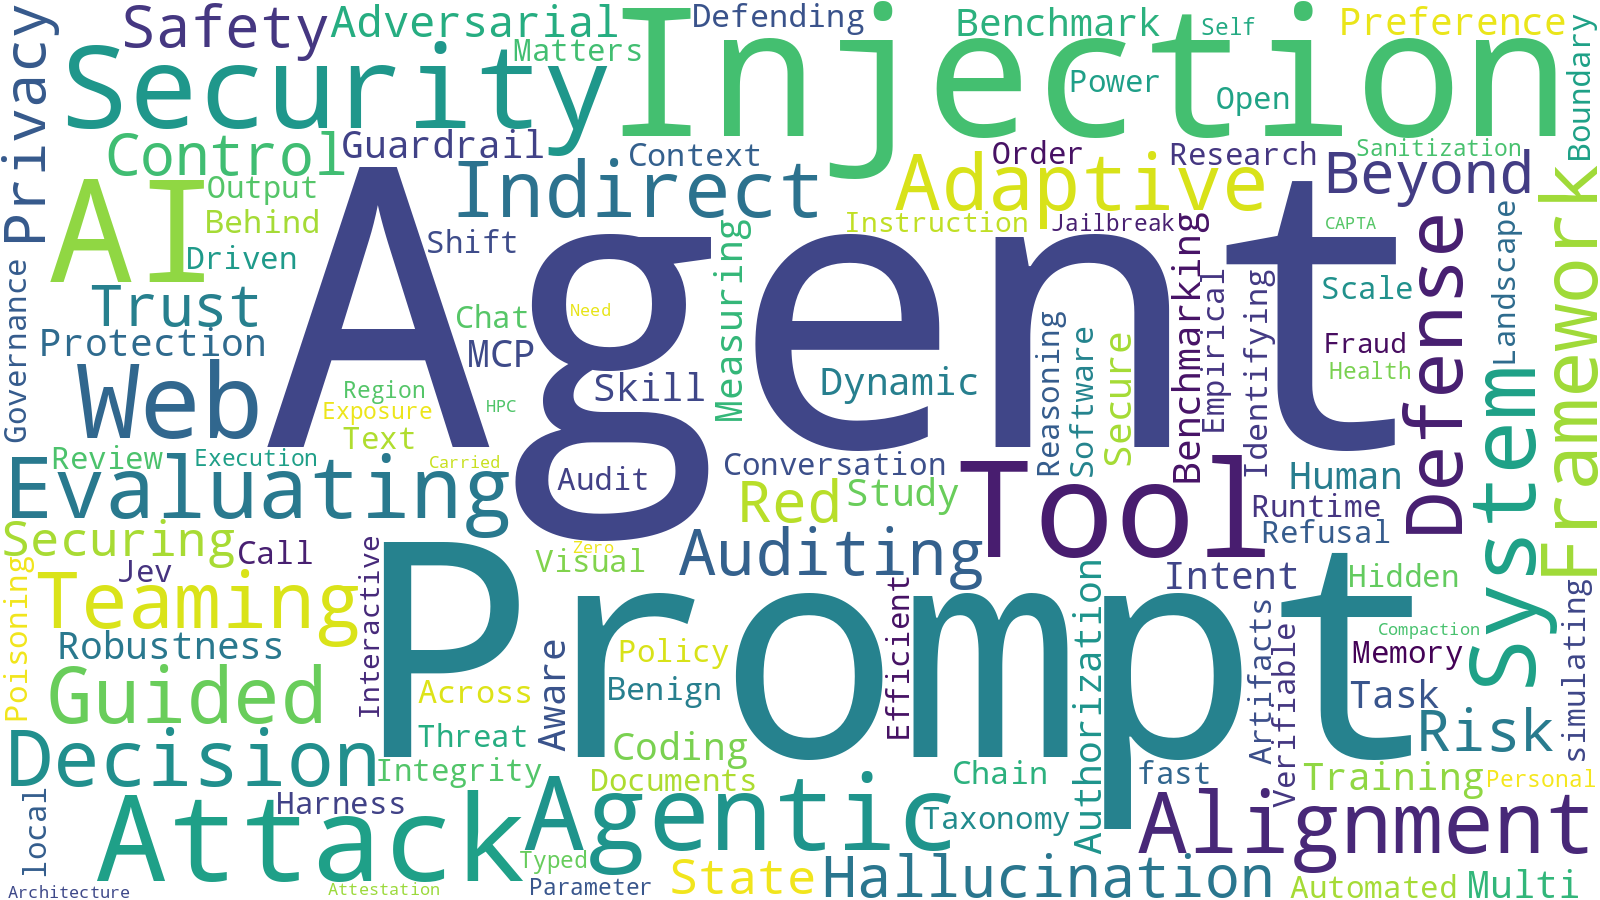 Privacy
Safety
Adversarial
Defending
Benchmark
Self
Preference
Boundary
Security
Matters
Injection
Power
Open
Control
Guardrail
Context
Order
Research
Sanitization
Beyond
AI
Output
Behind
Driven
Indirect
Adaptive
Instruction
Jailbreak
CAPTA
Framework
Shift
Agent
Measuring
Benchmarking
Empirical
Identifying
Defense
Landscape
Scale
Governance
Trust
Protection
Chat
MCP
Need
Skill
Dynamic
Reasoning
Software
Secure
Fraud
Health
System
Web
Region
Exposure
Text
HPC
Review
Execution
Carried
Audit
Conversation
Tool
Human
Evaluating
Red
Study
Runtime
Refusal
Securing
Call
Jev
Zero
Visual
Auditing
Intent
Hidden
Poisoning
Teaming
Interactive
Prompt
Efficient
Authorization
Artifacts
Verifiable
Compaction
Memory
simulating
Robustness
Guided
Across
Aware
Policy
Benign
Task
Risk
Decision
Threat
Integrity
Coding
Documents
Chain
fast
Training
Personal
local
Attack
Harness
Agentic
Taxonomy
Alignment
Architecture
Attestation
Typed
Parameter
State
Hallucination
Automated
Multi